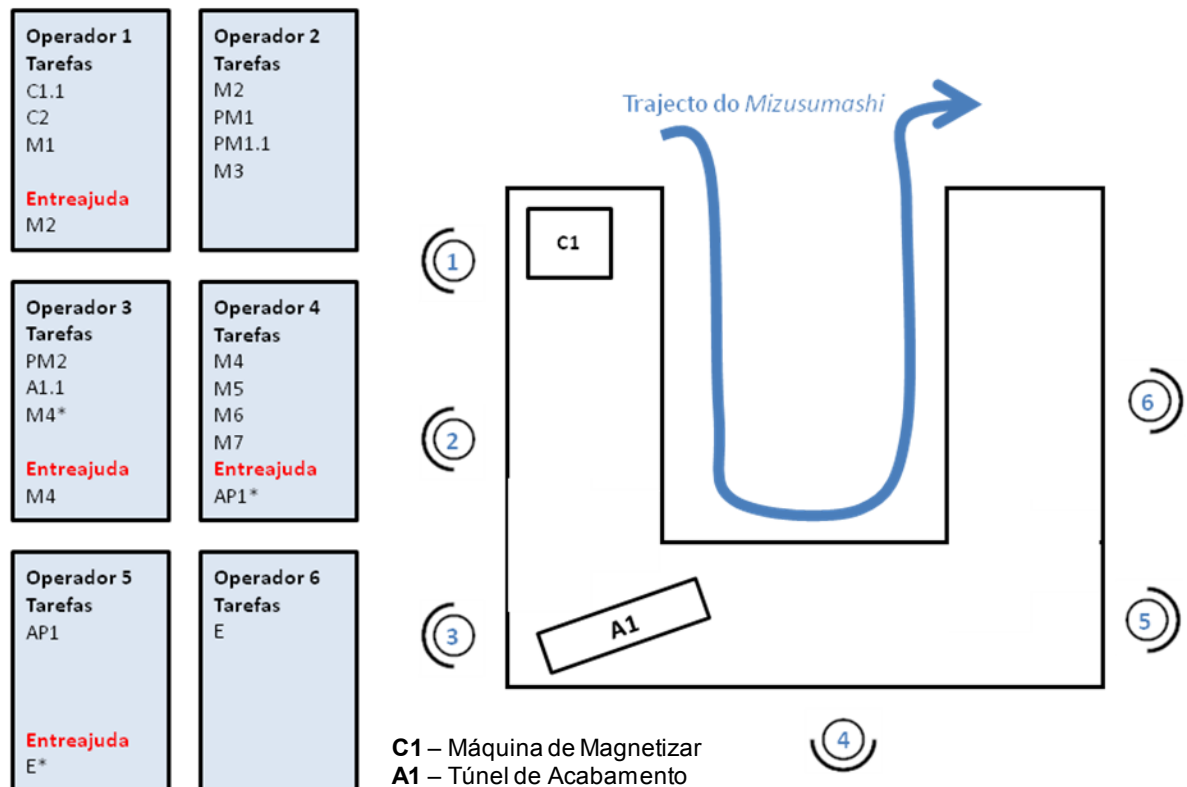 Operador 1
Tarefas
C1.1
C2
M1
Entreajuda
M2
Operador 2
Tarefas
M2
PM1
PM1.1
M3
Operador 3
Tarefas
PM2
A1.1
M4*
Entreajuda
M4
Operador 4
Tarefas
M4
M5
M6
M7
Entreajuda
AP1*
Operador 5
Tarefas
AP1
Entreajuda
E*
Operador 6
Tarefas
E
Trajecto do Mizusumashi
C1
1
2
3
A1
6
5
4
C1 – Máquina de Magnetizar
A1 – Túnel de Acabamento